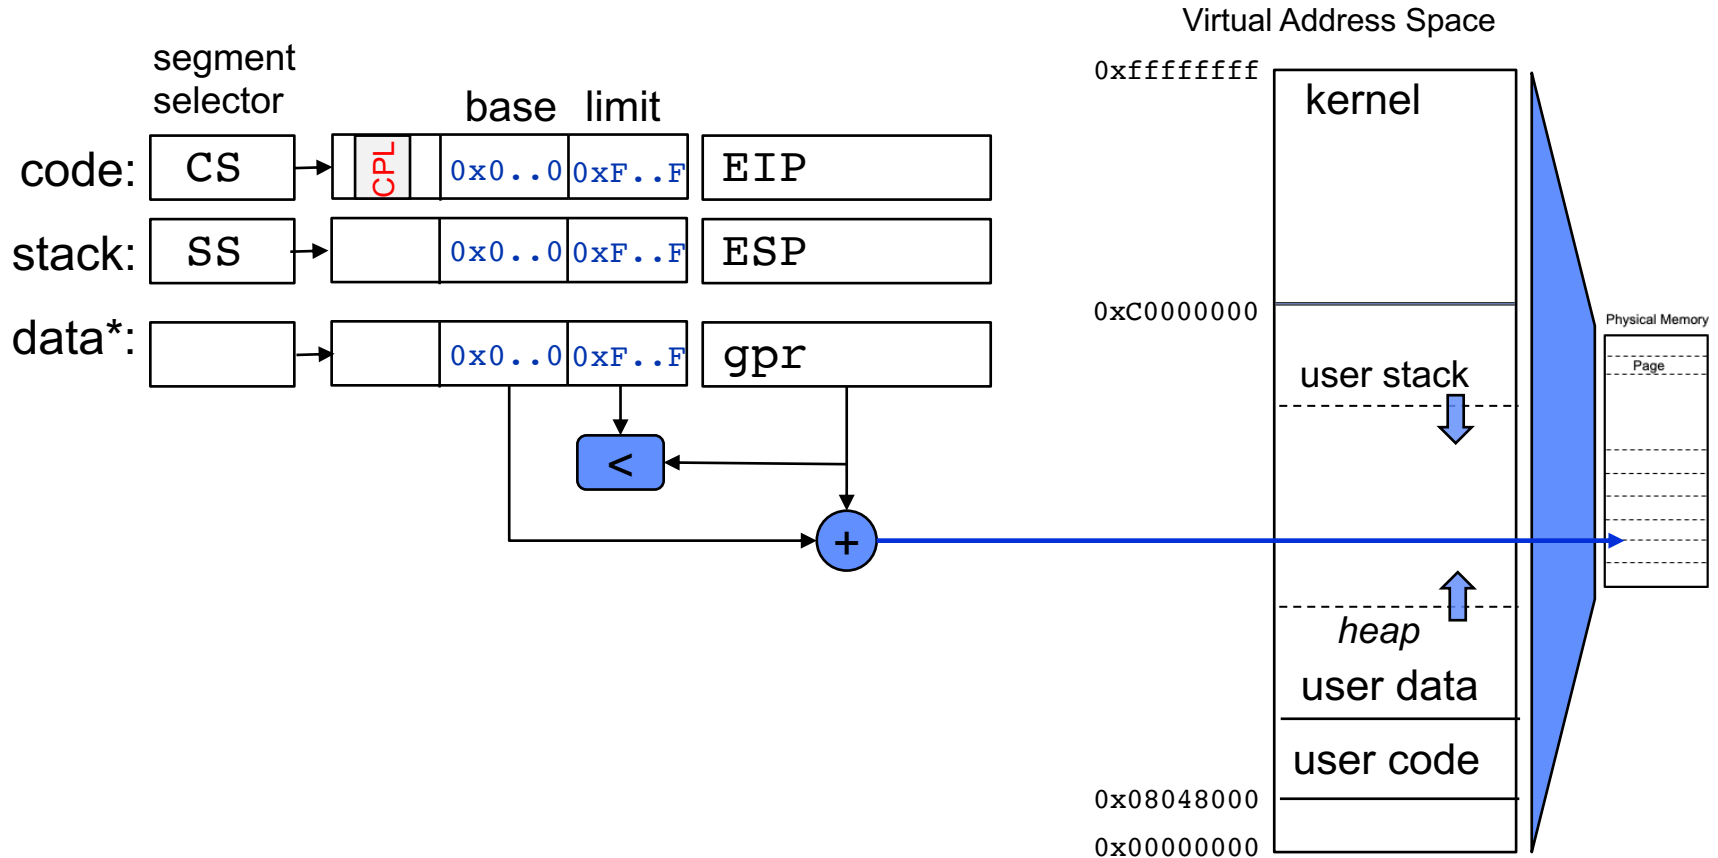 Virtual Address Space
segment
selector
base limit
code: CS CPL 0x0..0 0xF..F EIP
stack: SS 0x0..0 0xF..F ESP
data*: 0x0..0 0xF..F gpr
<
+
0xffffffff
kernel
0xC0000000
user stack
heap
user data
user code
0x08048000
0x00000000
Physical Memory
Page